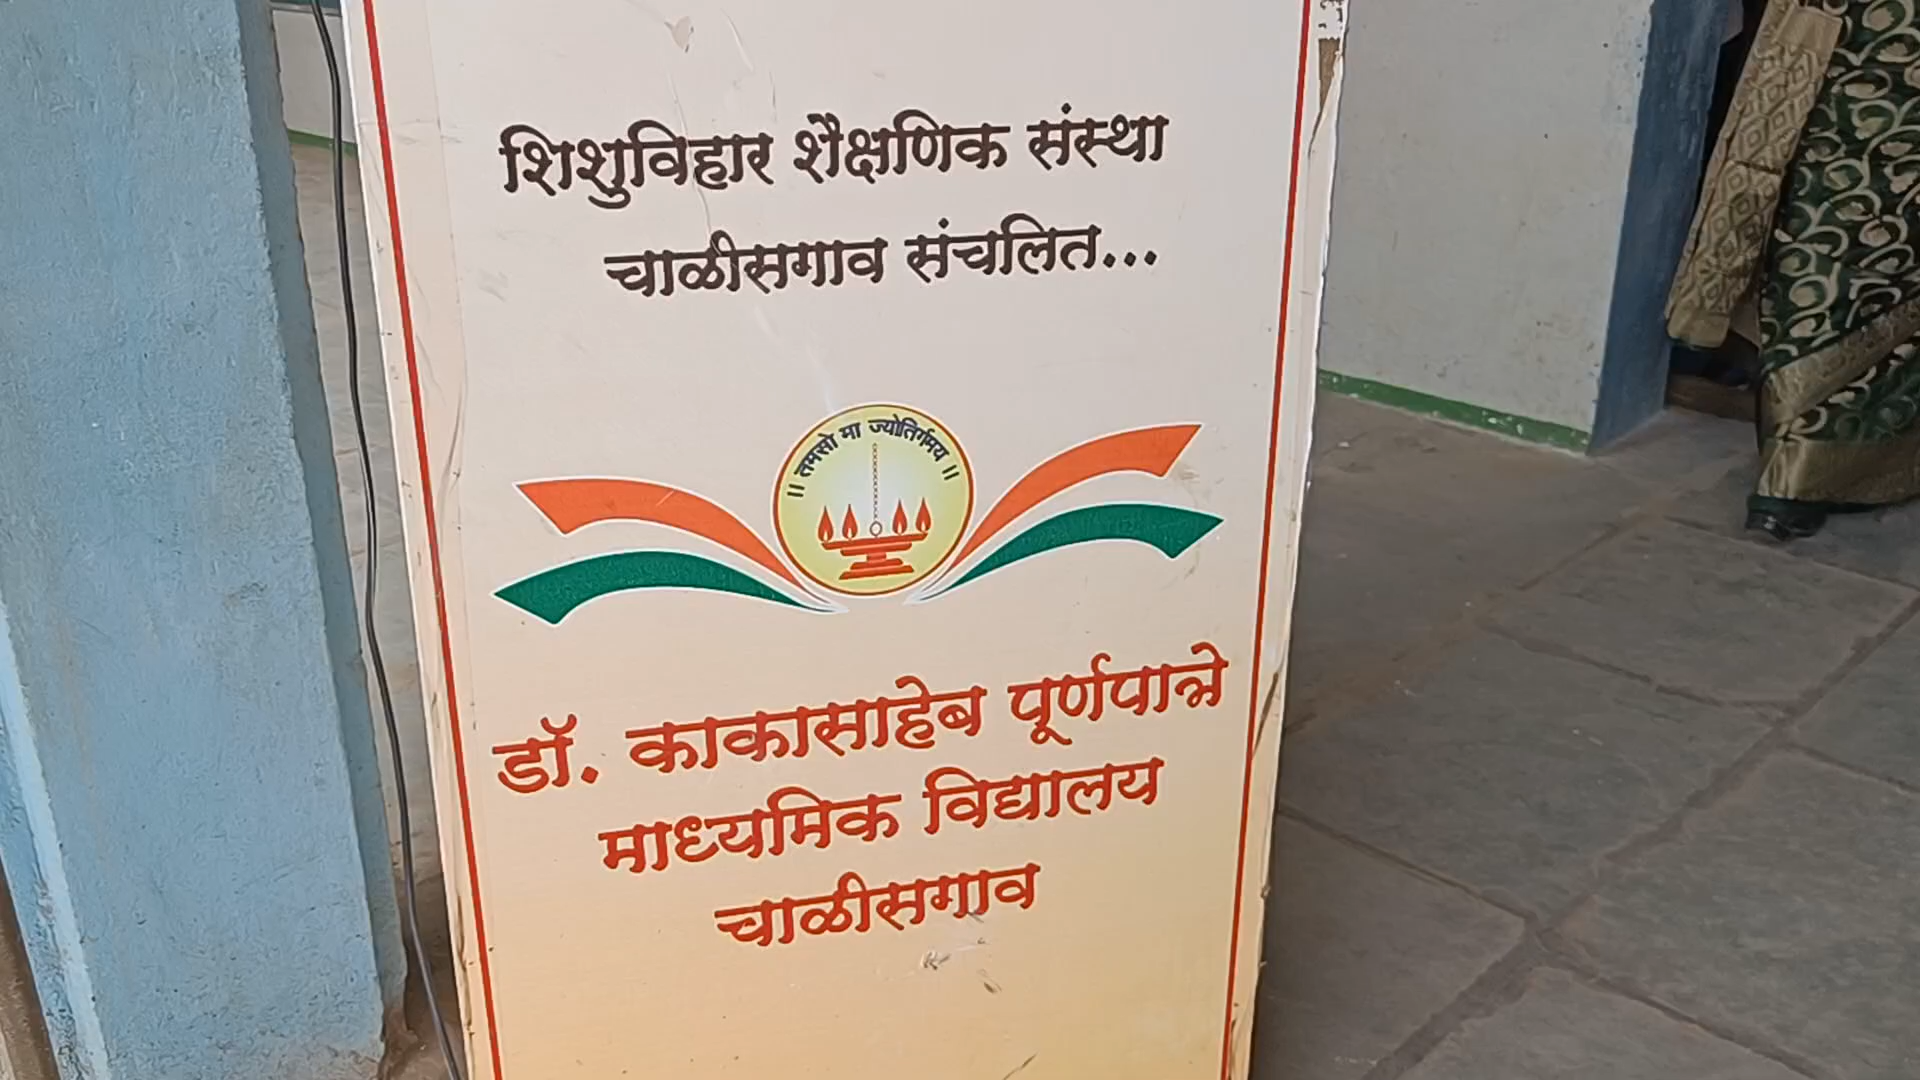 शिशुविहार शैक्षणिक संस्था
चाळीसगाव संचलित...
॥ तमसो मा ज्योतिर्गमय ॥
डॉ. काकासाहेब पूर्णपात्रे
माध्यमिक विद्यालय
चाळीसगाव